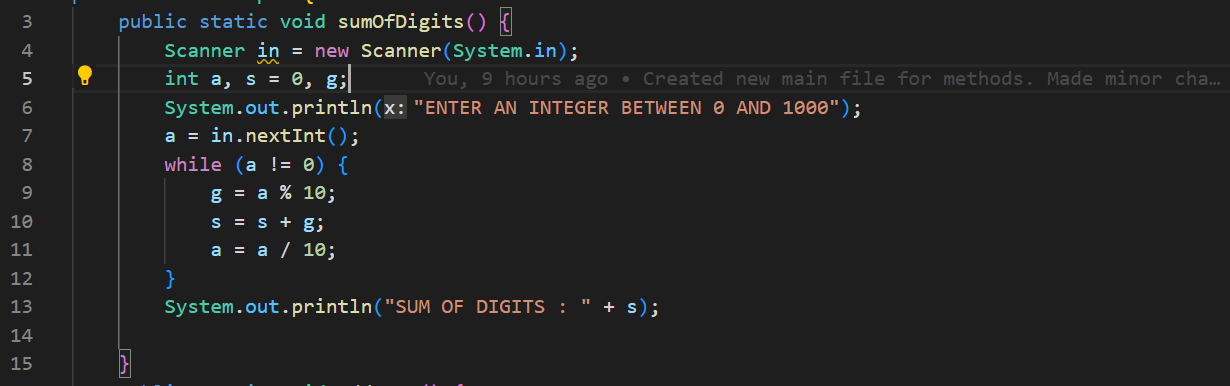 3 public static void sumOfDigits() {
4 Scanner in = new Scanner(System.in);
5 int a, s = 0, g; You, 9 hours ago • Created new main file for methods. Made minor cha…
6 System.out.println(x: "ENTER AN INTEGER BETWEEN 0 AND 1000");
7 a = in.nextInt();
8 while (a != 0) {
9 g = a % 10;
10 s = s + g;
11 a = a / 10;
12 }
13 System.out.println("SUM OF DIGITS : " + s);
14
15 }